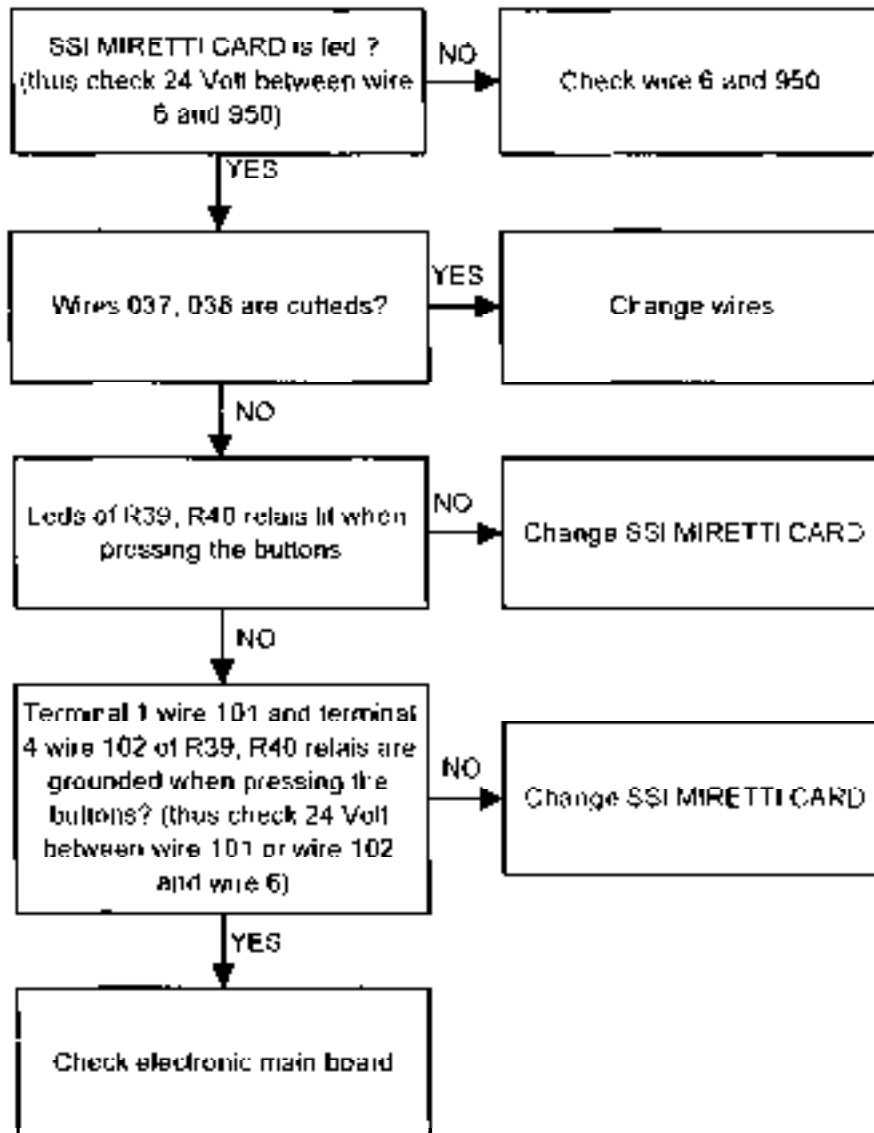 SSI MIRETTI CARD is fed ?
(thus check 24 Volt between wire
6 and 950)
NO
Check wire 6 and 950
YES
Wires 037, 038 are cutteds?
YES
Change wires
NO
Leds of R39, R40 relais lit when
pressing the buttons
NO
Change SSI MIRETTI CARD
NO
Terminal 1 wire 101 and terminal
4 wire 102 of R39, R40 relais are
grounded when pressing the
buttons? (thus check 24 Volt
between wire 101 or wire 102
and wire 6)
NO
Change SSI MIRETTI CARD
YES
Check electronic main board